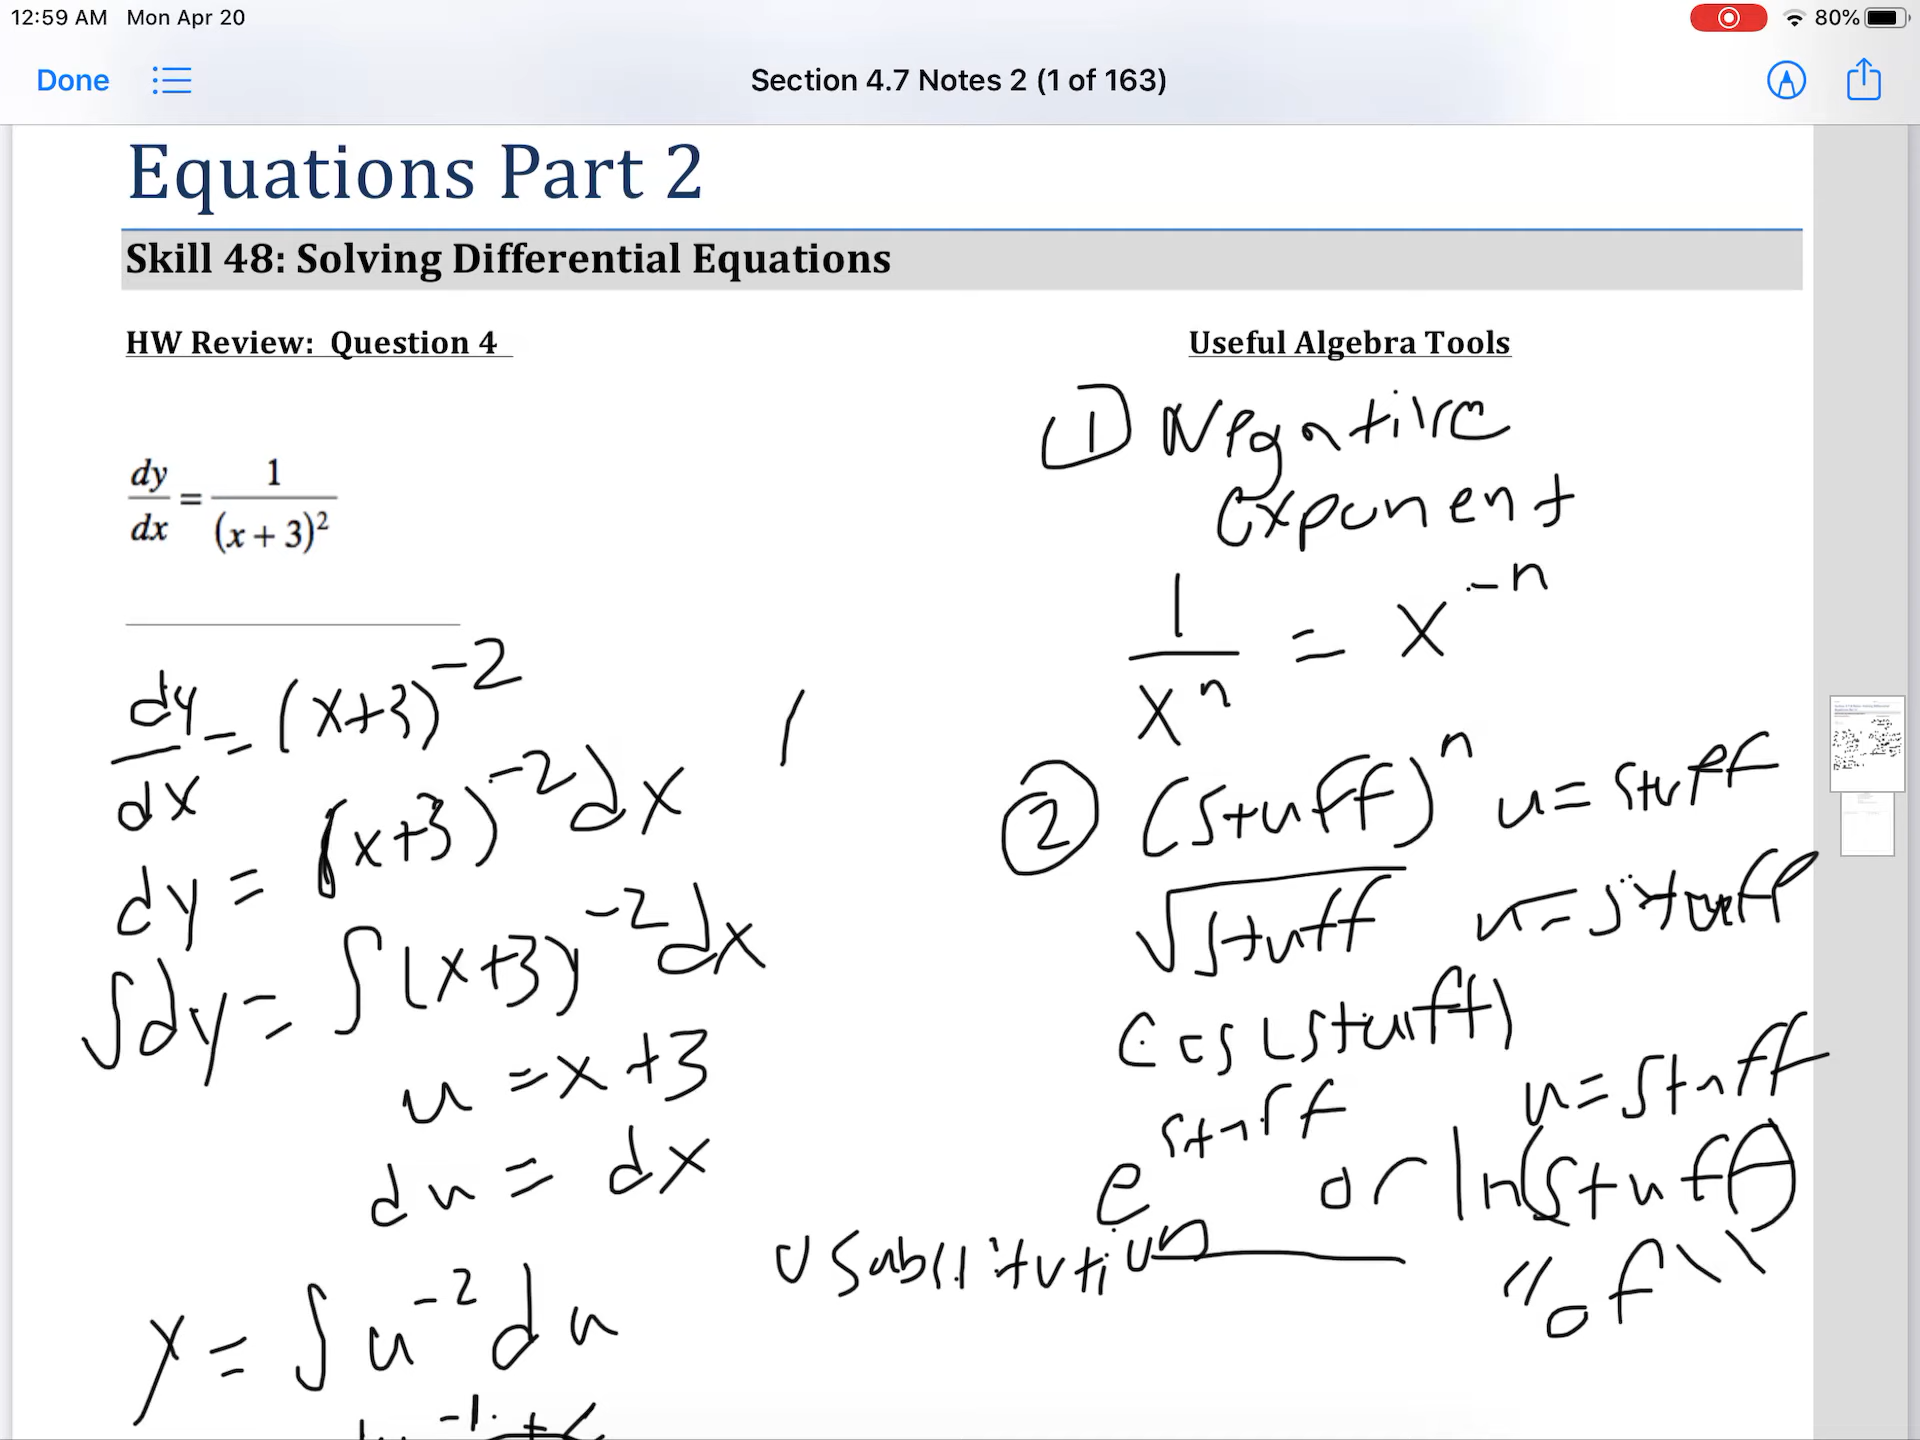 12:59 AM Mon Apr 20
80%
Done
Section 4.7 Notes 2 (1 of 163)
Equations Part 2
Skill 48: Solving Differential Equations
HW Review: Question 4
dy/dx = 1/(x + 3)²
dy/dx = (x+3)^-2
dy = (x+3)^-2 dx
∫dy = ∫(x+3)^-2 dx
u = x+3
du = dx
y = ∫u^-2 du
Useful Algebra Tools
① Negative
exponent
1/x^n = x^-n
② (stuff)^n u = stuff
√stuff u = stuff
cos(stuff)
u = stuff
e^stuff or ln(stuff)
U Substitution
"of"